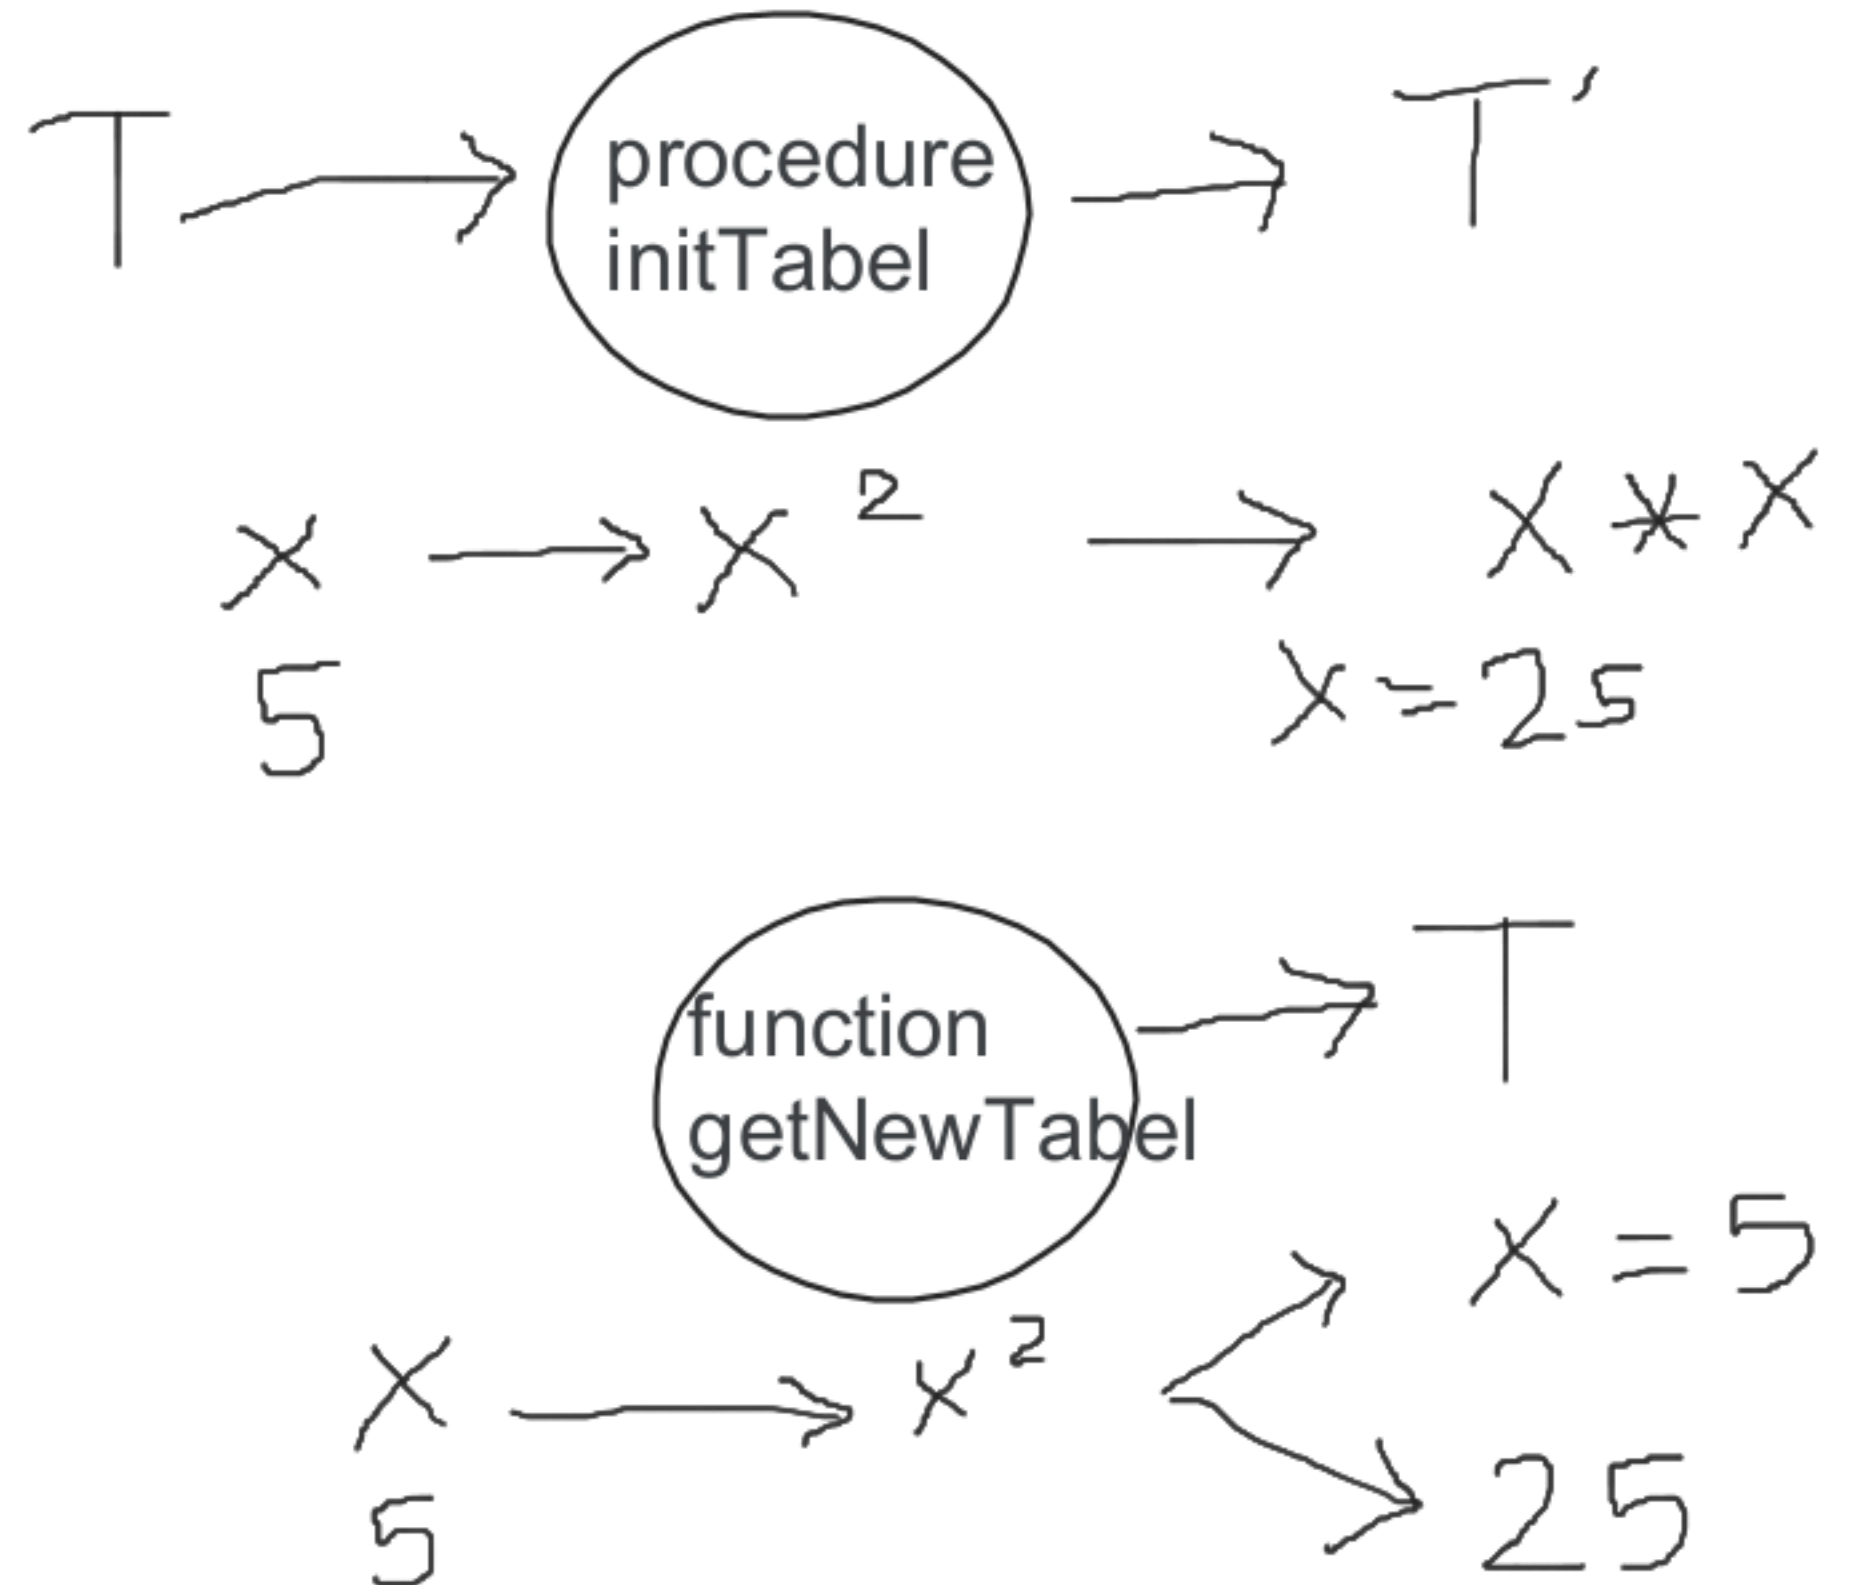 T → procedure initTabel → T'
x → x² → x * x
5
x = 25
function getNewTabel → T
x = 5
x → x²
5
25